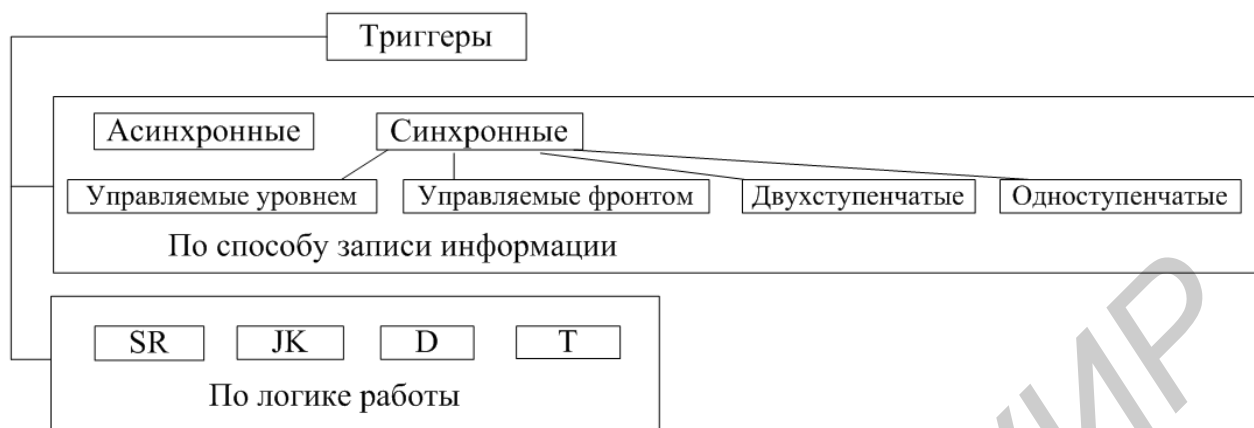 Триггеры
Асинхронные Синхронные
Управляемые уровнем Управляемые фронтом Двухступенчатые Одноступенчатые
По способу записи информации
SR JK D T
По логике работы